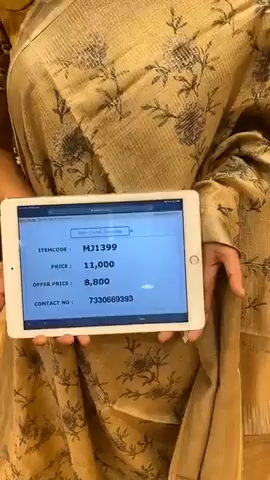 ITEMCODE : MJ1399
PRICE : 11,000
OFFER PRICE : 8,800
CONTACT NO : 7330669393